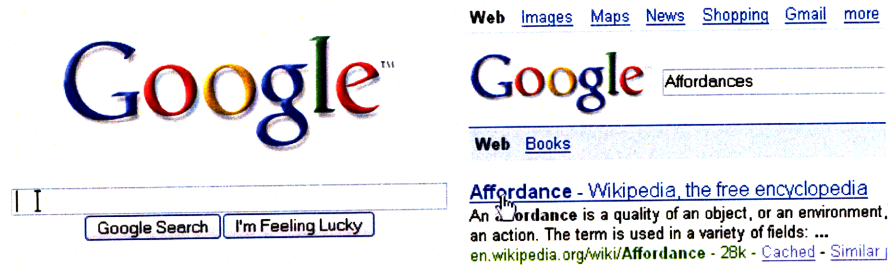 Google™
Google Search I'm Feeling Lucky
Web Images Maps News Shopping Gmail more
Google Affordances
Web Books
Affordance - Wikipedia, the free encyclopedia
An ordance is a quality of an object, or an environment,
an action. The term is used in a variety of fields: ...
en.wikipedia.org/wiki/Affordance - 28k - Cached - Similar